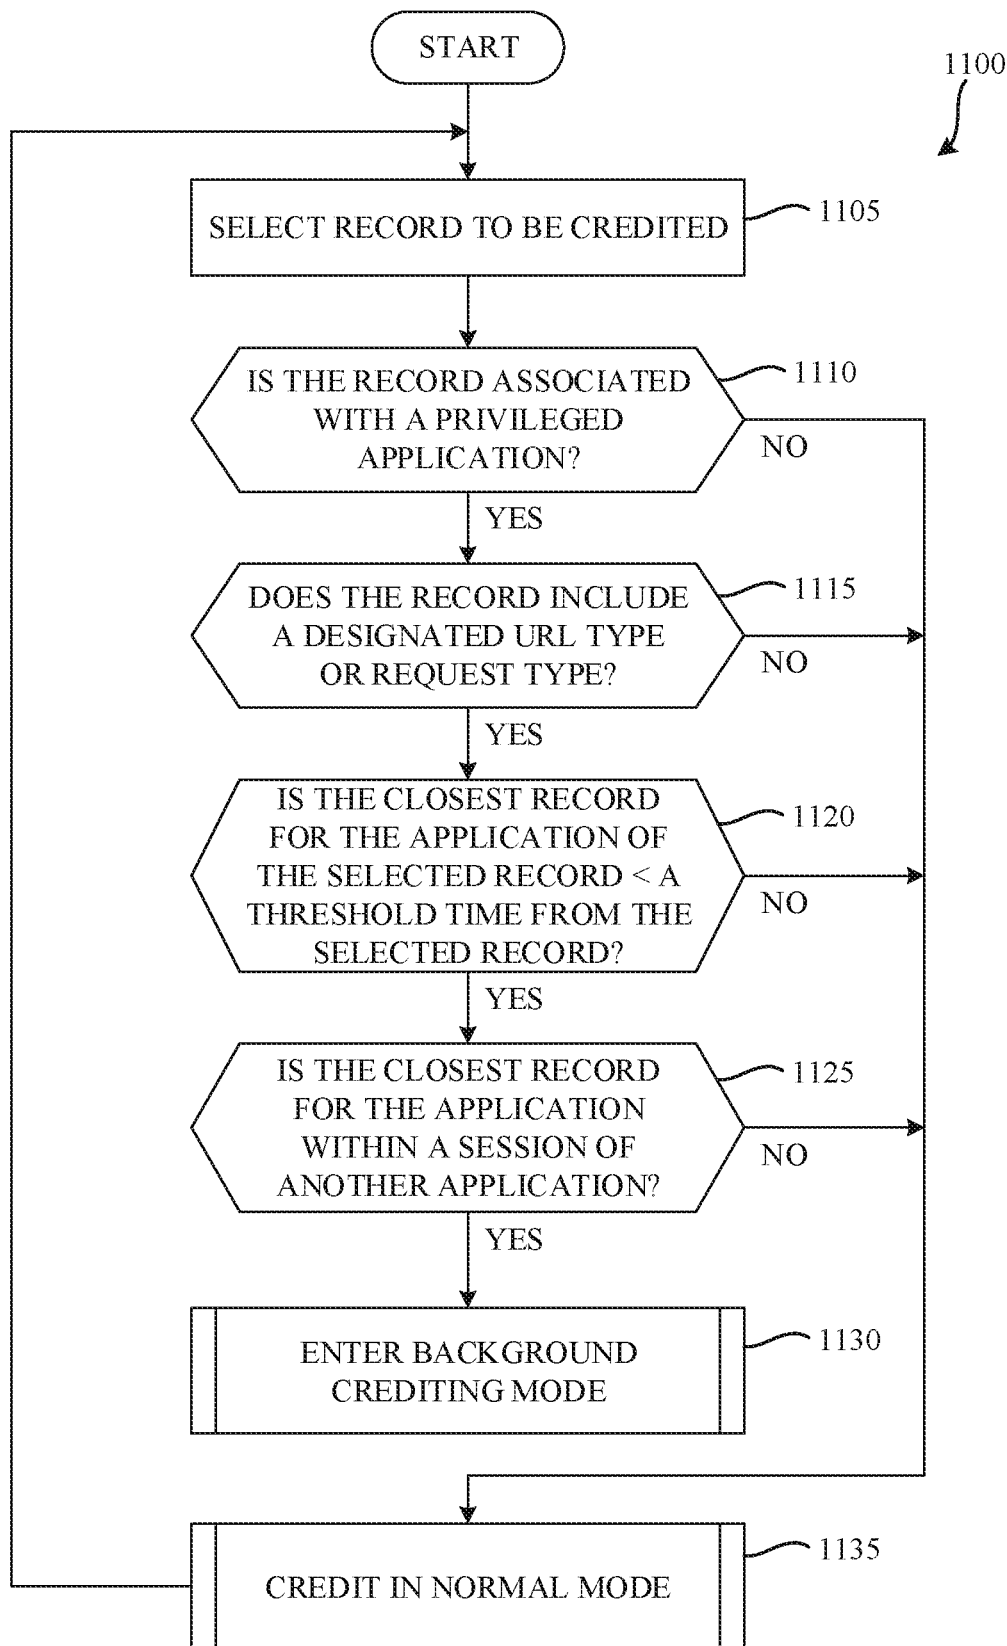 START
1100
SELECT RECORD TO BE CREDITED
1105
IS THE RECORD ASSOCIATED
WITH A PRIVILEGED
APPLICATION?
1110
NO
YES
DOES THE RECORD INCLUDE
A DESIGNATED URL TYPE
OR REQUEST TYPE?
1115
NO
YES
IS THE CLOSEST RECORD
FOR THE APPLICATION OF
THE SELECTED RECORD < A
THRESHOLD TIME FROM THE
SELECTED RECORD?
1120
NO
YES
IS THE CLOSEST RECORD
FOR THE APPLICATION
WITHIN A SESSION OF
ANOTHER APPLICATION?
1125
NO
YES
ENTER BACKGROUND
CREDITING MODE
1130
CREDIT IN NORMAL MODE
1135